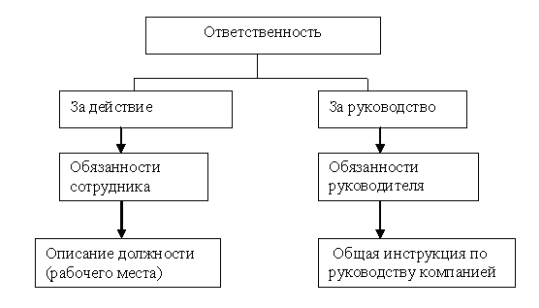 Ответственность
За действие
За руководство
Обязанности
сотрудника
Обязанности
руководителя
Описание должности
(рабочего места)
Общая инструкция по
руководству компанией